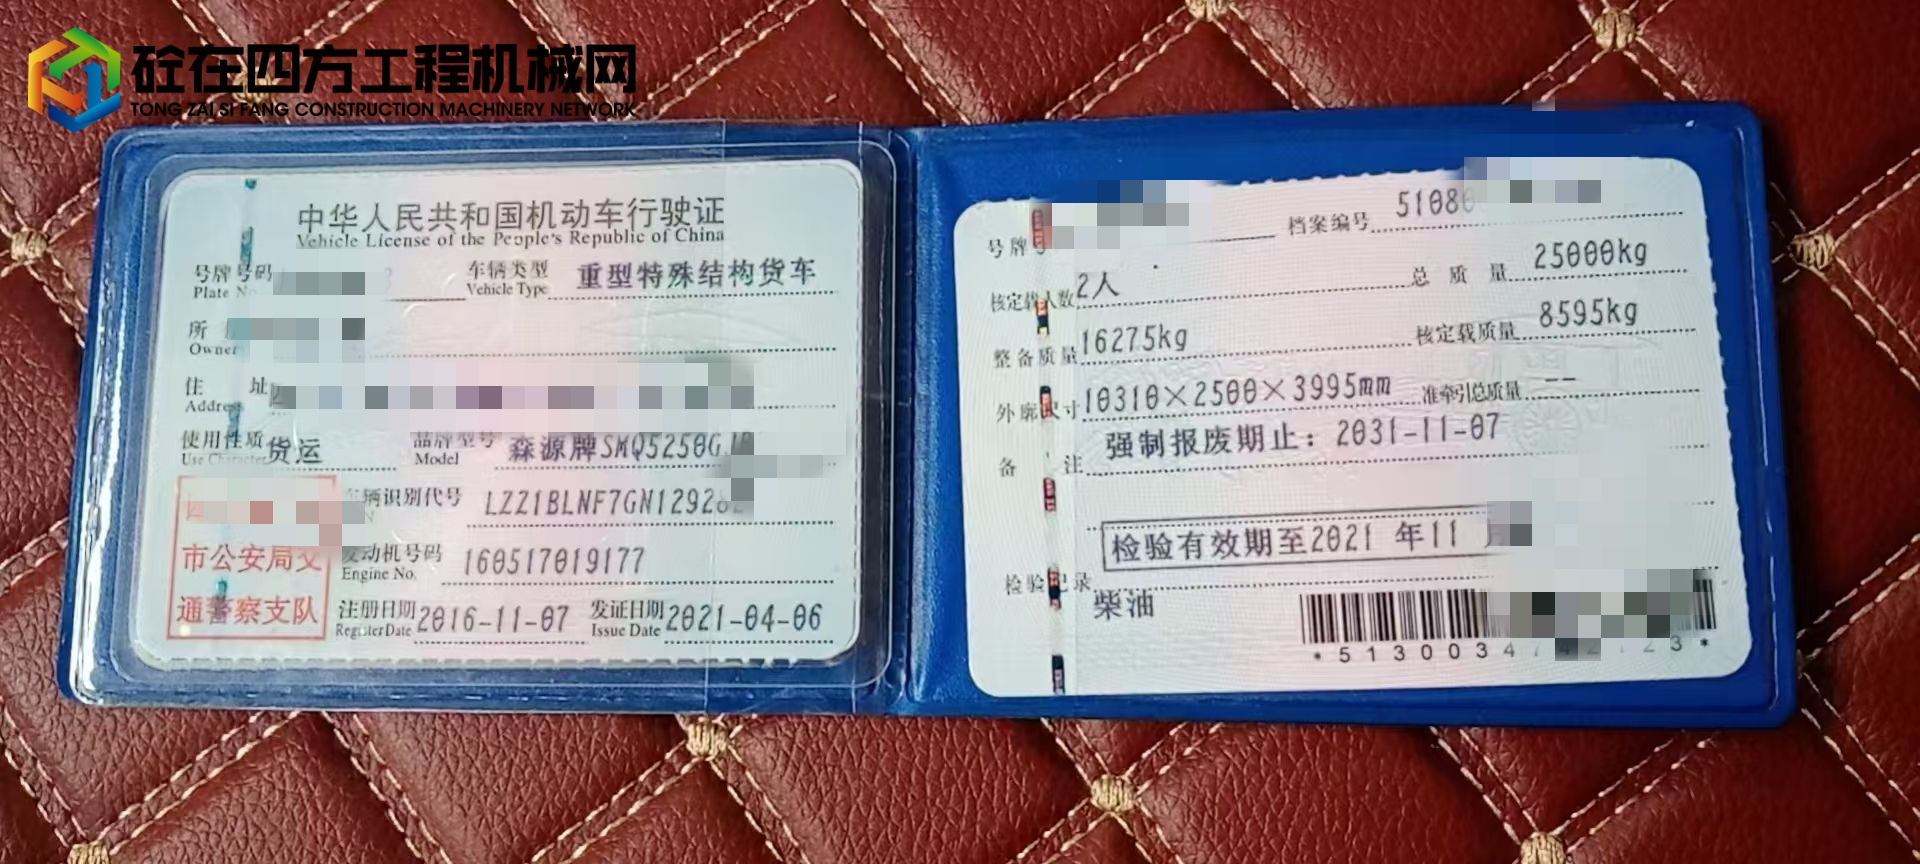 砼在四方工程机械网
TONG ZAI SI FANG CONSTRUCTION MACHINERY NETWORK
中华人民共和国机动车行驶证
Vehicle License of the People's Republic of China
号牌号码 车辆类型 重型特殊结构货车
Plate No. Vehicle Type
所
Owner
住 址
Address
使用性质 货运 品牌型号 森源牌SMQ5250GJB
Use Character Model
车辆识别代号 LZZ1BLNF7GN12928
市公安局交 发动机号码 160517019177
Engine No.
通警察支队 注册日期 2016-11-07 发证日期 2021-04-06
Register Date Issue Date
号牌 档案编号 51080
核定载人数 2人 总质量 25000kg
整备质量 16275kg 核定载质量 8595kg
外廓尺寸 10310×2500×3995mm 准牵引总质量 --
备 注 强制报废期止：2031-11-07
检验有效期至2021 年11 月
检验记录
柴油
*51300347